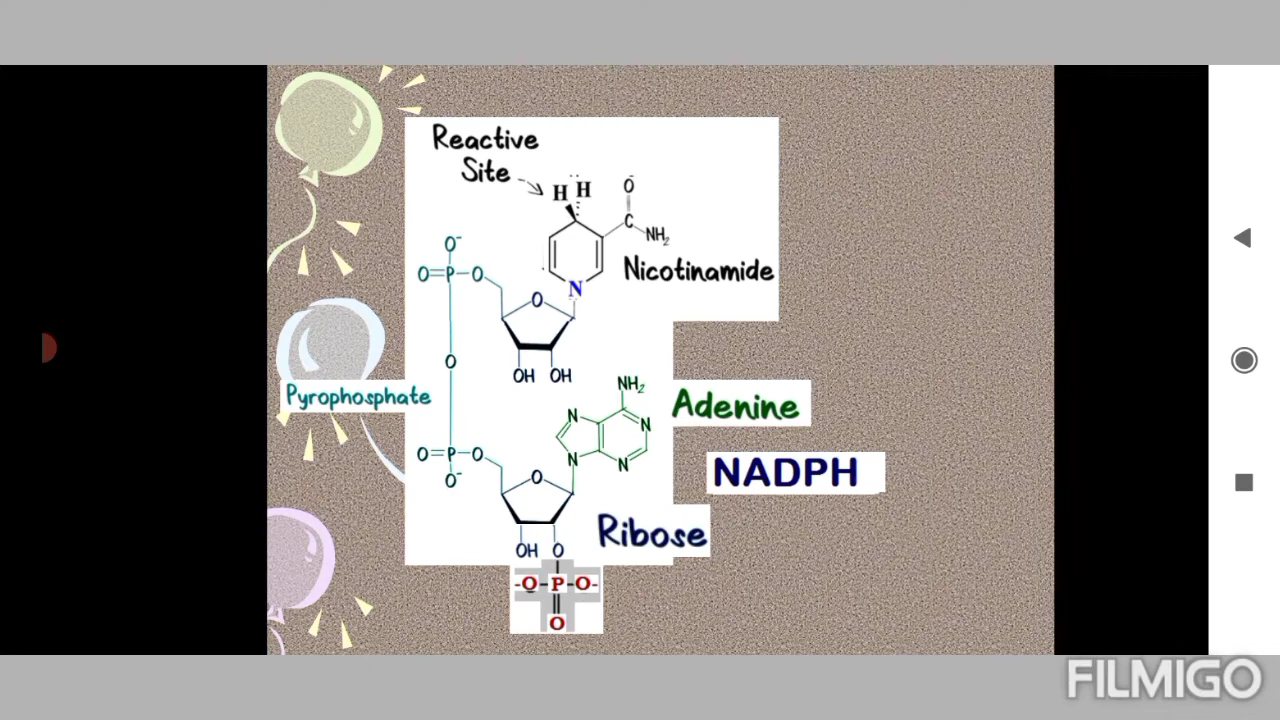 Reactive
Site
H H
O
C
NH2
Nicotinamide
N
O-
O=P-O
O
OH OH
O
Pyrophosphate
NH2
Adenine
N
N
N
N
NADPH
O=P-O
O-
O
Ribose
OH O
-O-P-O-
O
FILMIGO